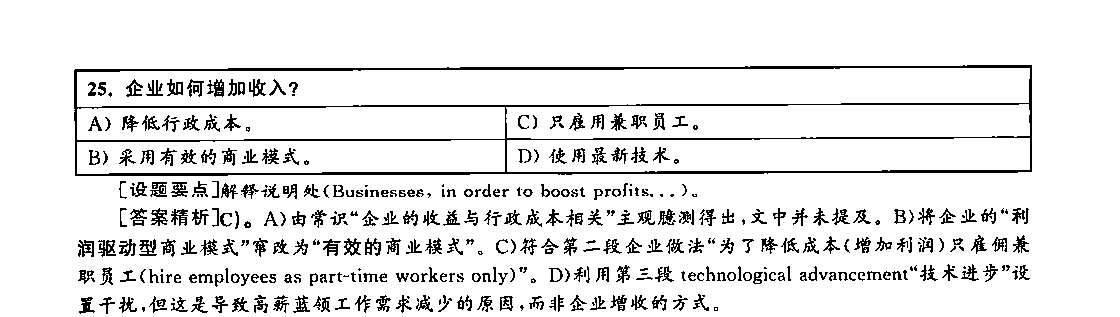 25. 企业如何增加收入?
A) 降低行政成本。 C) 只雇用兼职员工。
B) 采用有效的商业模式。 D) 使用最新技术。
[设题要点]解释说明处(Businesses, in order to boost profits...)。
[答案精析]C)。A)由常识“企业的收益与行政成本相关”主观臆测得出,文中并未提及。B)将企业的“利
润驱动型商业模式”窜改为“有效的商业模式”。C)符合第二段企业做法“为了降低成本(增加利润)只雇佣兼
职员工(hire employees as part-time workers only)”。D)利用第三段 technological advancement“技术进步”设
置干扰,但这是导致高薪蓝领工作需求减少的原因,而非企业增收的方式。